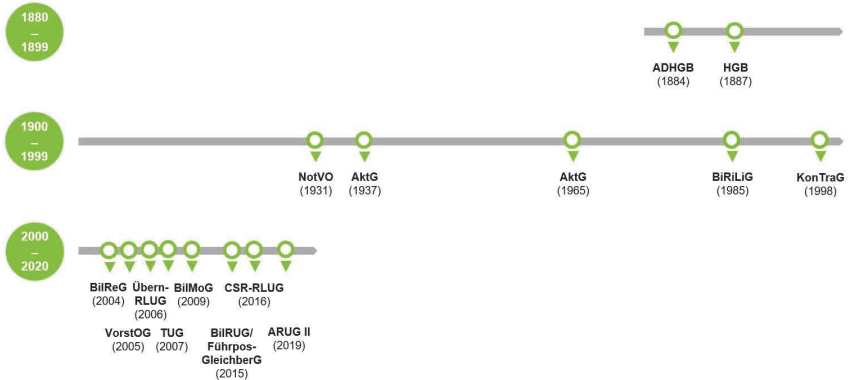 1880
–
1899
ADHGB
(1884)
HGB
(1887)
1900
–
1999
NotVO
(1931)
AktG
(1937)
AktG
(1965)
BiRiLiG
(1985)
KonTraG
(1998)
2000
–
2020
BilReG
(2004)
VorstOG
(2005)
Übern-
RLUG
(2006)
TUG
(2007)
BilMoG
(2009)
BilRUG/
Führpos-
GleichberG
(2015)
CSR-RLUG
(2016)
ARUG II
(2019)